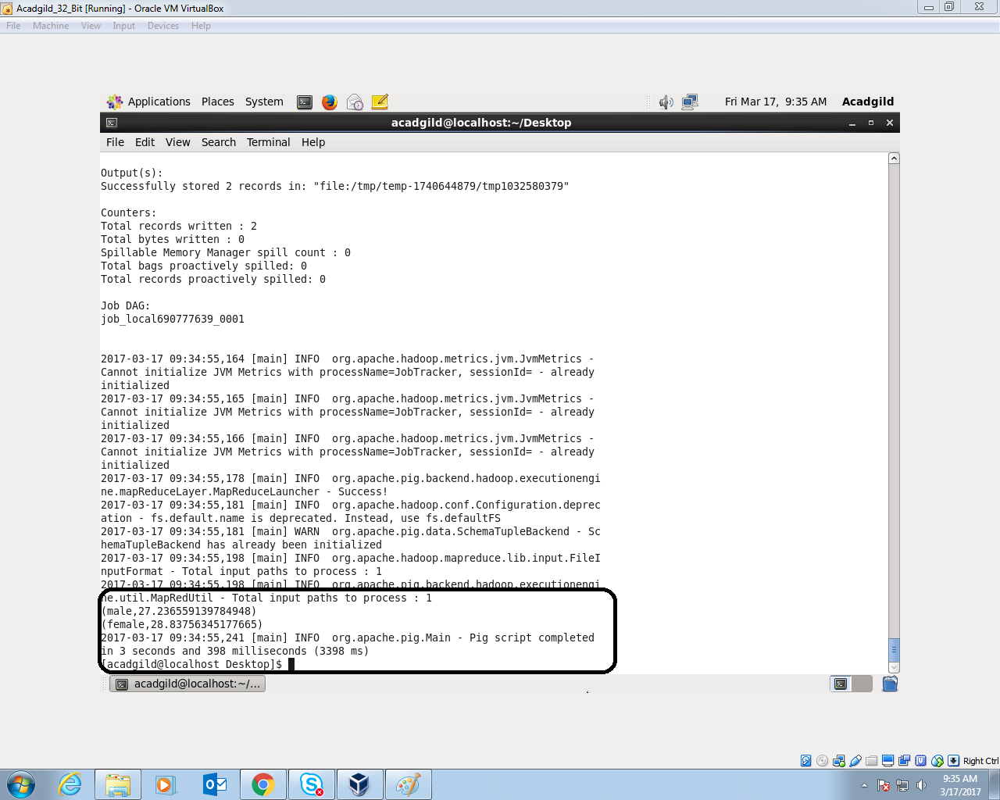 Acadgild_32_Bit [Running] - Oracle VM VirtualBox
File Machine View Input Devices Help
Applications Places System Fri Mar 17, 9:35 AM Acadgild
acadgild@localhost:~/Desktop
File Edit View Search Terminal Help
Output(s):
Successfully stored 2 records in: "file:/tmp/temp-1740644879/tmp1032580379"
Counters:
Total records written : 2
Total bytes written : 0
Spillable Memory Manager spill count : 0
Total bags proactively spilled: 0
Total records proactively spilled: 0
Job DAG:
job_local690777639_0001
2017-03-17 09:34:55,164 [main] INFO  org.apache.hadoop.metrics.jvm.JvmMetrics -
Cannot initialize JVM Metrics with processName=JobTracker, sessionId= - already
initialized
2017-03-17 09:34:55,165 [main] INFO  org.apache.hadoop.metrics.jvm.JvmMetrics -
Cannot initialize JVM Metrics with processName=JobTracker, sessionId= - already
initialized
2017-03-17 09:34:55,166 [main] INFO  org.apache.hadoop.metrics.jvm.JvmMetrics -
Cannot initialize JVM Metrics with processName=JobTracker, sessionId= - already
initialized
2017-03-17 09:34:55,178 [main] INFO  org.apache.pig.backend.hadoop.executionengi
ne.mapReduceLayer.MapReduceLauncher - Success!
2017-03-17 09:34:55,181 [main] INFO  org.apache.hadoop.conf.Configuration.deprec
ation - fs.default.name is deprecated. Instead, use fs.defaultFS
2017-03-17 09:34:55,181 [main] WARN  org.apache.pig.data.SchemaTupleBackend - Sc
hemaTupleBackend has already been initialized
2017-03-17 09:34:55,198 [main] INFO  org.apache.hadoop.mapreduce.lib.input.FileI
nputFormat - Total input paths to process : 1
2017-03-17 09:34:55,198 [main] INFO  org.apache.pig.backend.hadoop.executionengi
ne.util.MapRedUtil - Total input paths to process : 1
(male,27.236559139784948)
(female,28.83756345177665)
2017-03-17 09:34:55,241 [main] INFO  org.apache.pig.Main - Pig script completed
in 3 seconds and 398 milliseconds (3398 ms)
[acadgild@localhost Desktop]$
acadgild@localhost:~/...
Right Ctrl
9:35 AM
3/17/2017